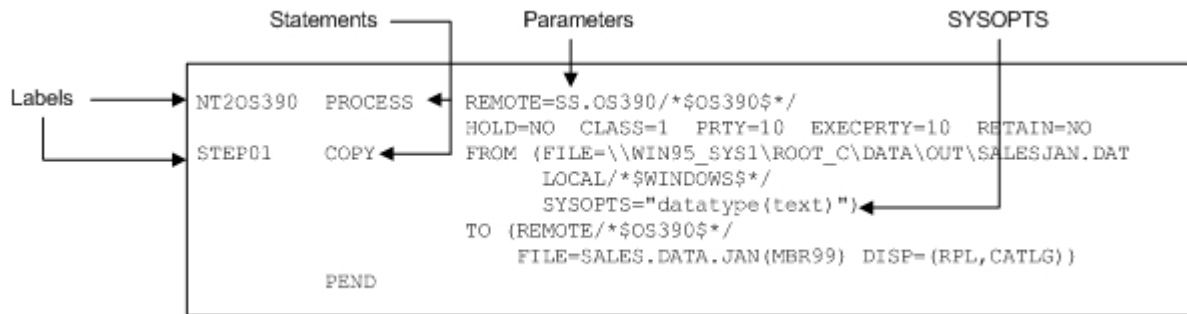 Statements Parameters SYSOPTS
Labels
NT2OS390 PROCESS REMOTE=SS.OS390/*$OS390$*/
HOLD=NO CLASS=1 PRTY=10 EXECPRTY=10 RETAIN=NO
STEP01 COPY FROM (FILE=\\WIN95_SYS1\ROOT_C\DATA\OUT\SALESJAN.DAT
LOCAL/*$WINDOWS$*/
SYSOPTS="datatype(text)")
TO (REMOTE/*$OS390$*/
FILE=SALES.DATA.JAN(MBR99) DISP=(RPL,CATLG))
PEND